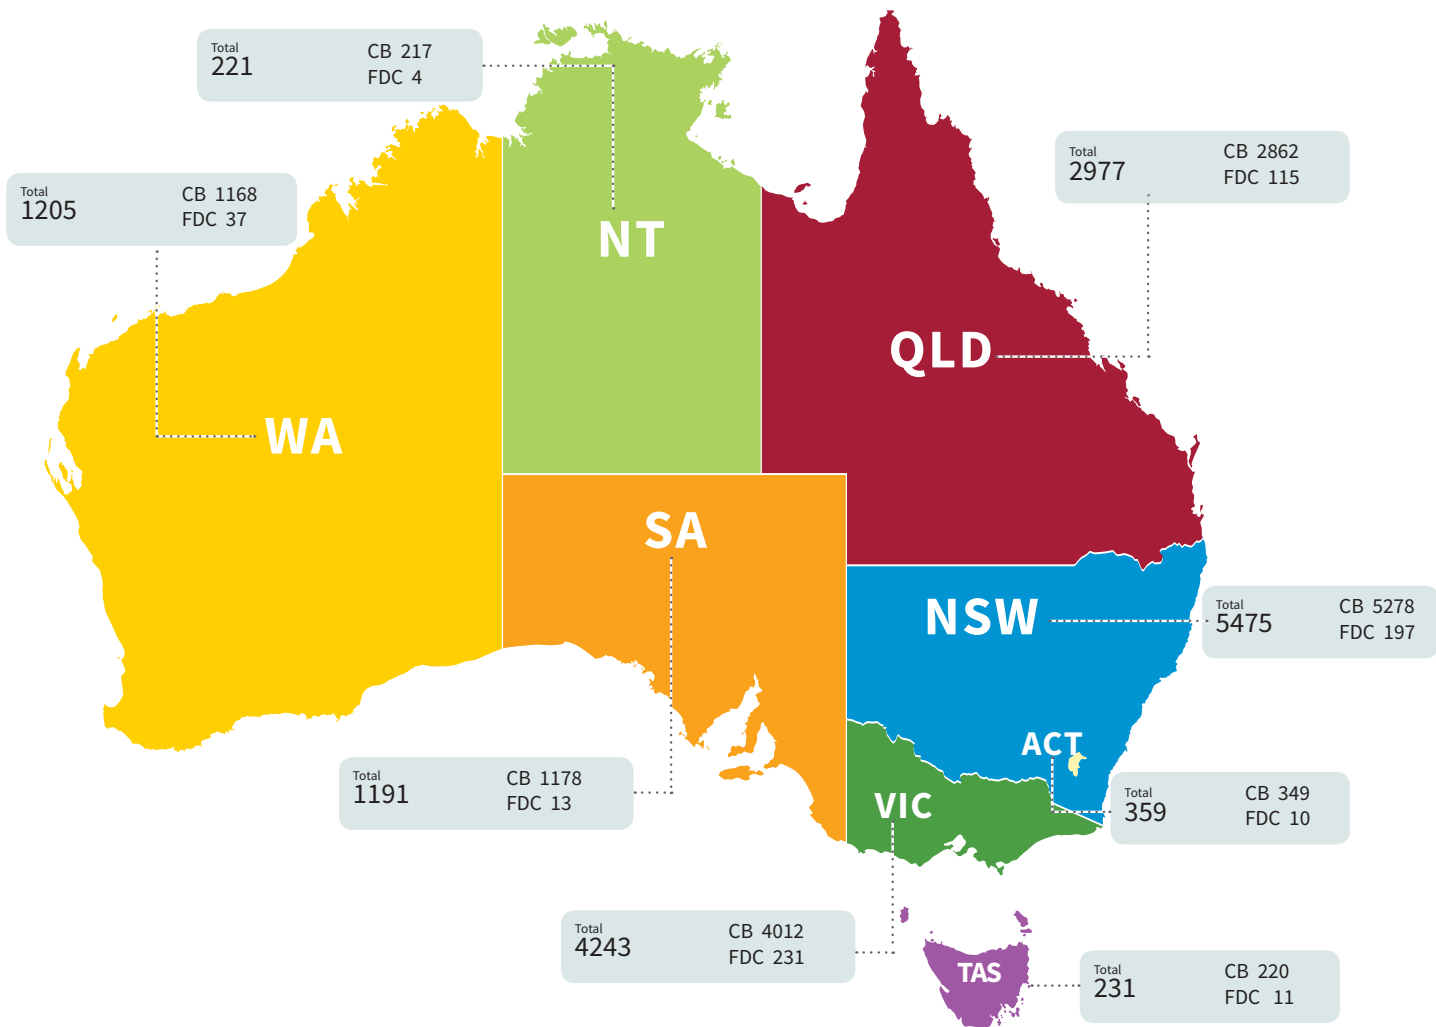 Total
221
CB 217
FDC 4
Total
1205
CB 1168
FDC 37
Total
2977
CB 2862
FDC 115
NT
QLD
WA
SA
NSW
Total
5475
CB 5278
FDC 197
ACT
Total
1191
CB 1178
FDC 13
VIC
Total
359
CB 349
FDC 10
Total
4243
CB 4012
FDC 231
TAS
Total
231
CB 220
FDC 11